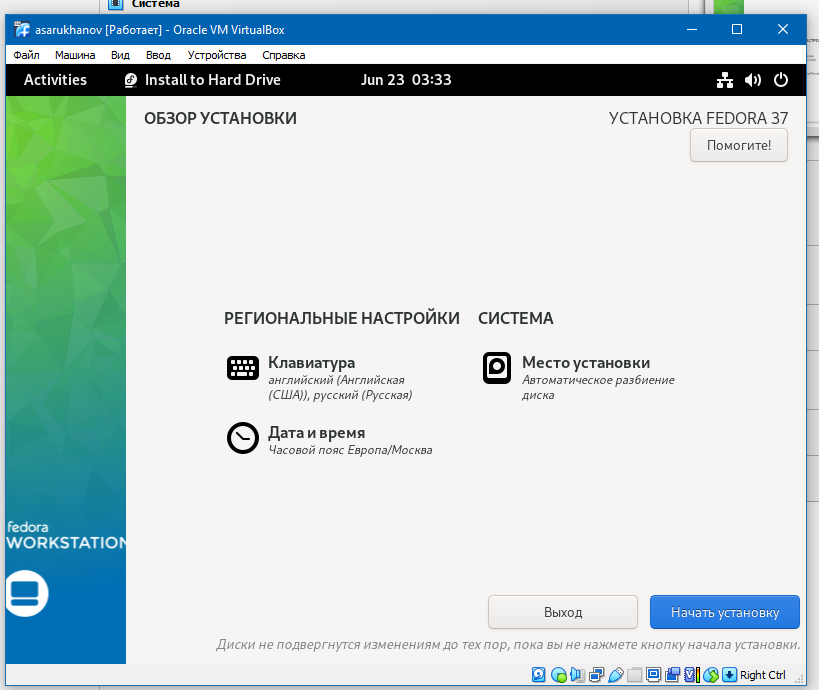 Система
asarukhanov [Работает] - Oracle VM VirtualBox
Файл Машина Вид Ввод Устройства Справка
Activities Install to Hard Drive Jun 23 03:33
ОБЗОР УСТАНОВКИ
УСТАНОВКА FEDORA 37
Помогите!
РЕГИОНАЛЬНЫЕ НАСТРОЙКИ
Клавиатура
английский (Английская
(США)), русский (Русская)
Дата и время
Часовой пояс Европа/Москва
СИСТЕМА
Место установки
Автоматическое разбиение
диска
fedora
WORKSTATION
Выход
Начать установку
Диски не подвергнутся изменениям до тех пор, пока вы не нажмете кнопку начала установки.
Right Ctrl